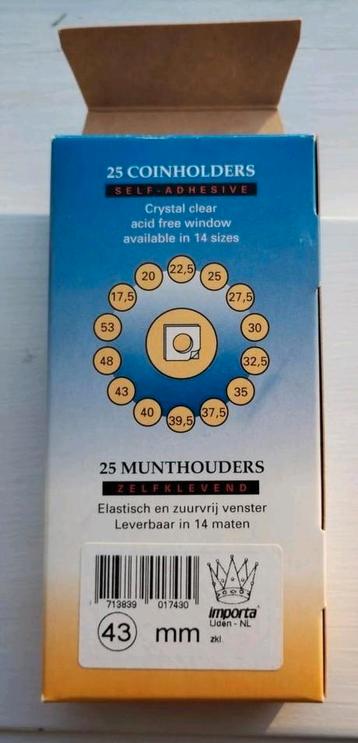 25 COINHOLDERS
SELF-ADHESIVE
Crystal clear
acid free window
available in 14 sizes
22,5
25
27,5
30
32,5
35
37,5
39,5
40
43
48
53
17,5
20
25 MUNTHOUDERS
ZELFKLEVEND
Elastisch en zuurvrij venster
Leverbaar in 14 maten
713839 017430
importa
Uden - NL
43 mm zkl.